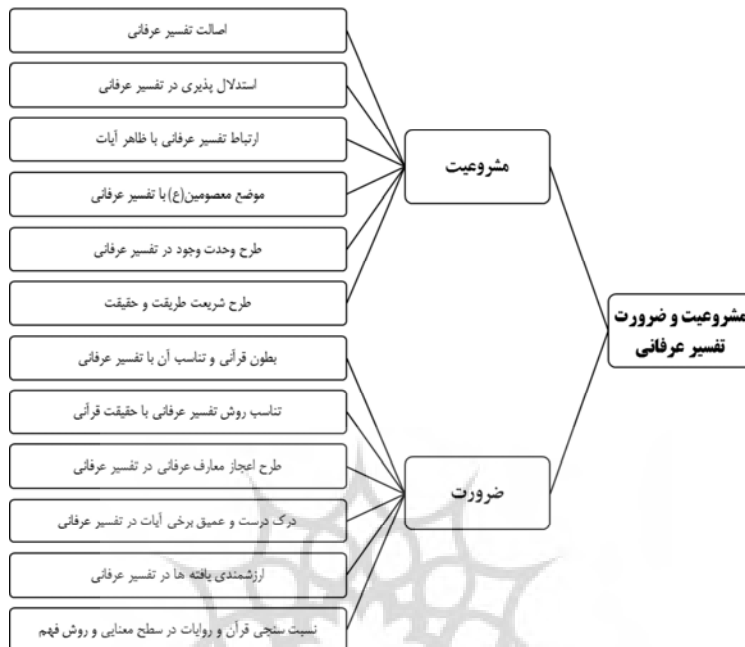 مشروعیت و ضرورت
تفسیر عرفانی
مشروعیت
اصالت تفسیر عرفانی
استدلال پذیری در تفسیر عرفانی
ارتباط تفسیر عرفانی با ظاهر آیات
موضع معصومین(ع) با تفسیر عرفانی
طرح وحدت وجود در تفسیر عرفانی
طرح شریعت طریقت و حقیقت
ضرورت
بطون قرآنی و تناسب آن با تفسیر عرفانی
تناسب روش تفسیر عرفانی با حقیقت قرآنی
طرح اعجاز معارف عرفانی در تفسیر عرفانی
درک درست و عمیق برخی آیات در تفسیر عرفانی
ارزشمندی یافته ها در تفسیر عرفانی
نسبت سنجی قرآن و روایات در سطح معنایی و روش فهم